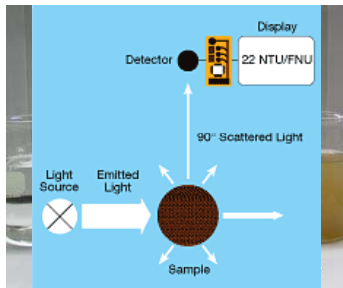 Display
Detector
22 NTU/FNU
90° Scattered Light
Light
Source
Emitted
Light
Sample